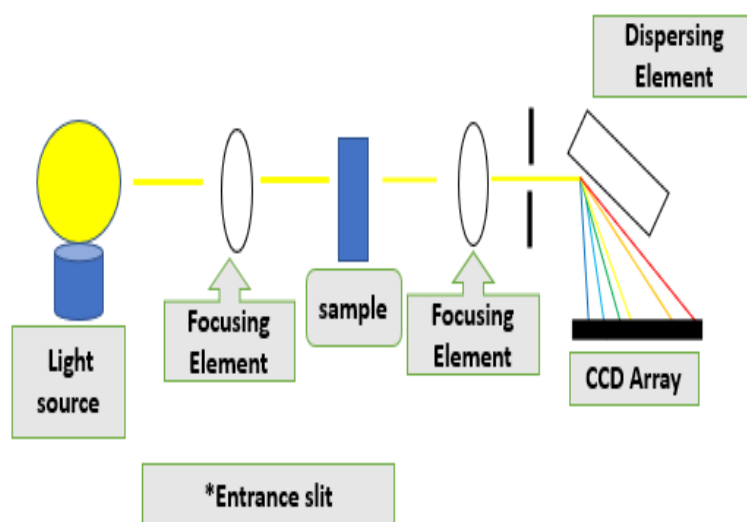 Dispersing
Element
Focusing
Element
sample
Focusing
Element
Light
source
CCD Array
*Entrance slit